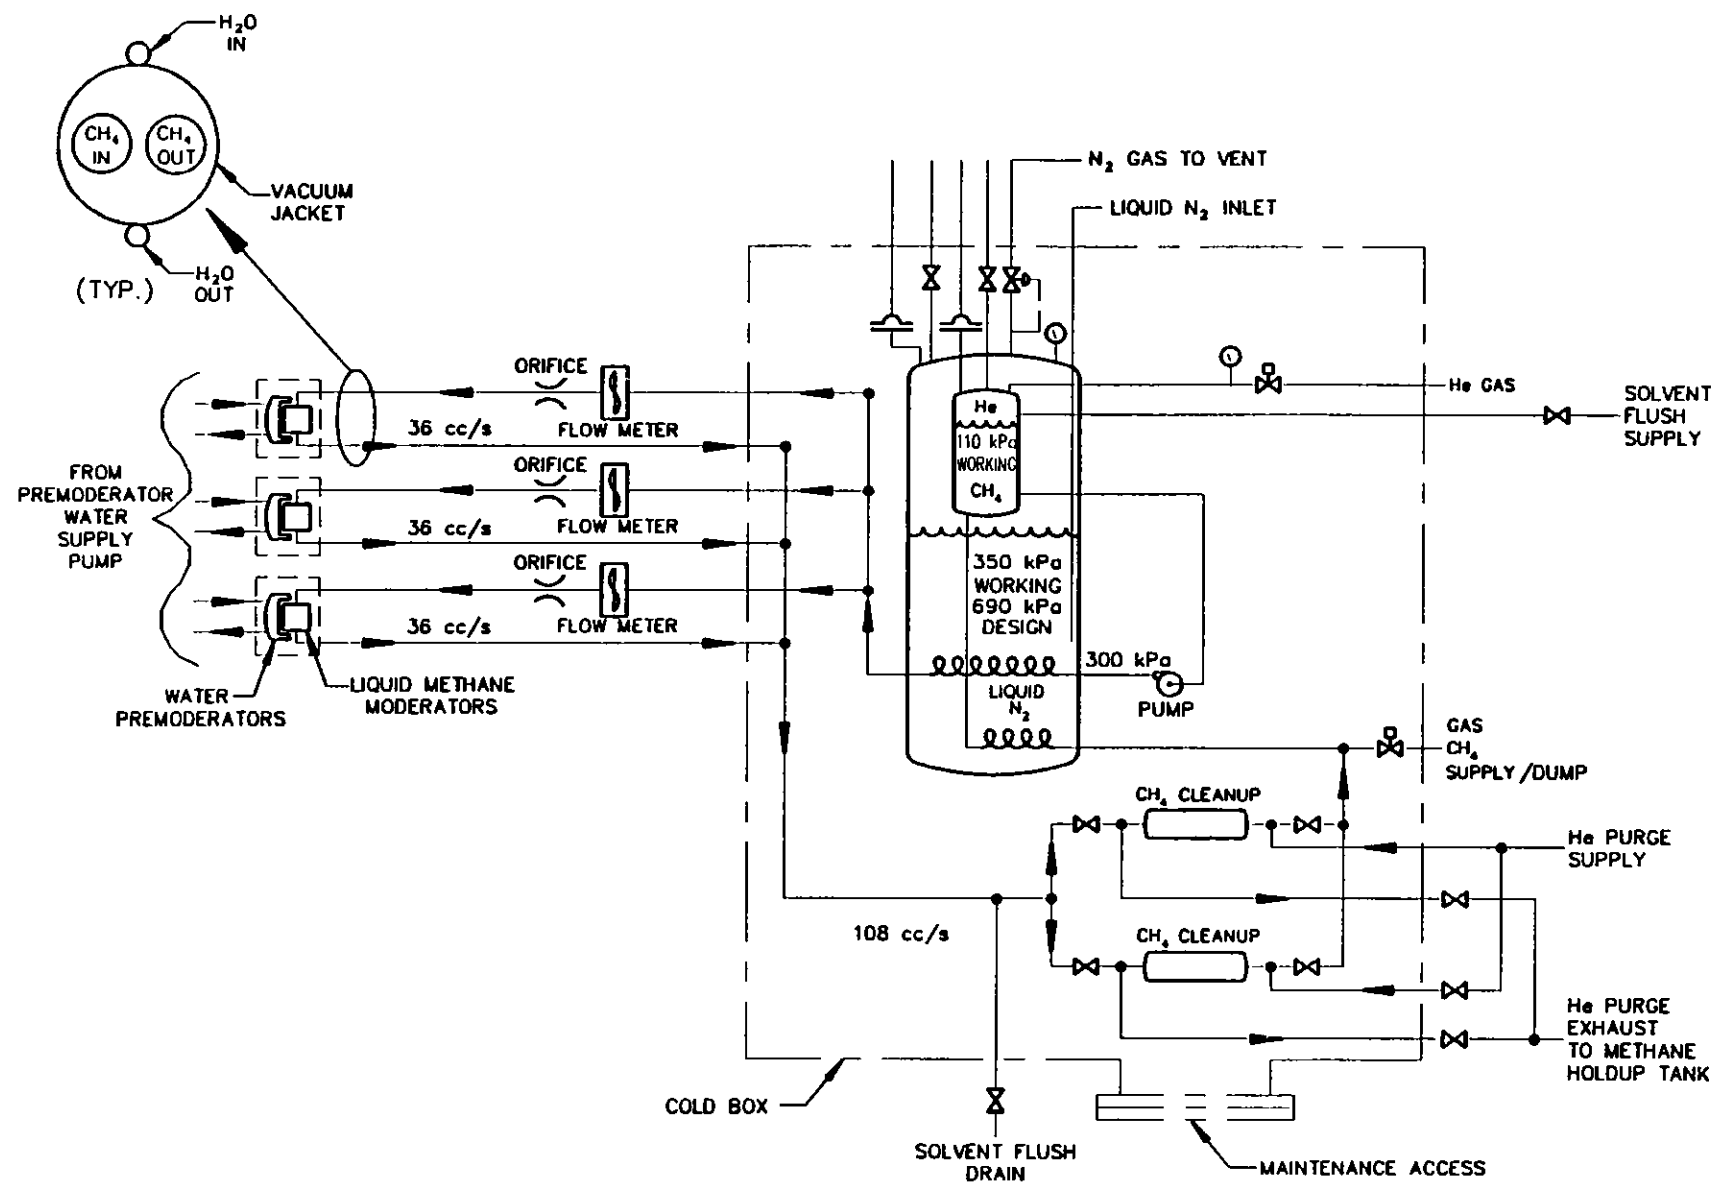 H₂O
IN
CH₄
IN
CH₄
OUT
VACUUM
JACKET
H₂O
OUT
(TYP.)
N₂ GAS TO VENT
LIQUID N₂ INLET
He GAS
SOLVENT
FLUSH
SUPPLY
He
110 kPa
WORKING
CH₄
350 kPa
WORKING
690 kPa
DESIGN
300 kPa
LIQUID
N₂
PUMP
ORIFICE
FLOW METER
36 cc/s
ORIFICE
FLOW METER
36 cc/s
ORIFICE
FLOW METER
36 cc/s
FROM
PREMODERATOR
WATER
SUPPLY
PUMP
WATER
PREMODERATORS
LIQUID METHANE
MODERATORS
GAS
CH₄
SUPPLY/DUMP
CH₄ CLEANUP
He PURGE
SUPPLY
108 cc/s
CH₄ CLEANUP
He PURGE
EXHAUST
TO METHANE
HOLDUP TANK
COLD BOX
SOLVENT FLUSH
DRAIN
MAINTENANCE ACCESS